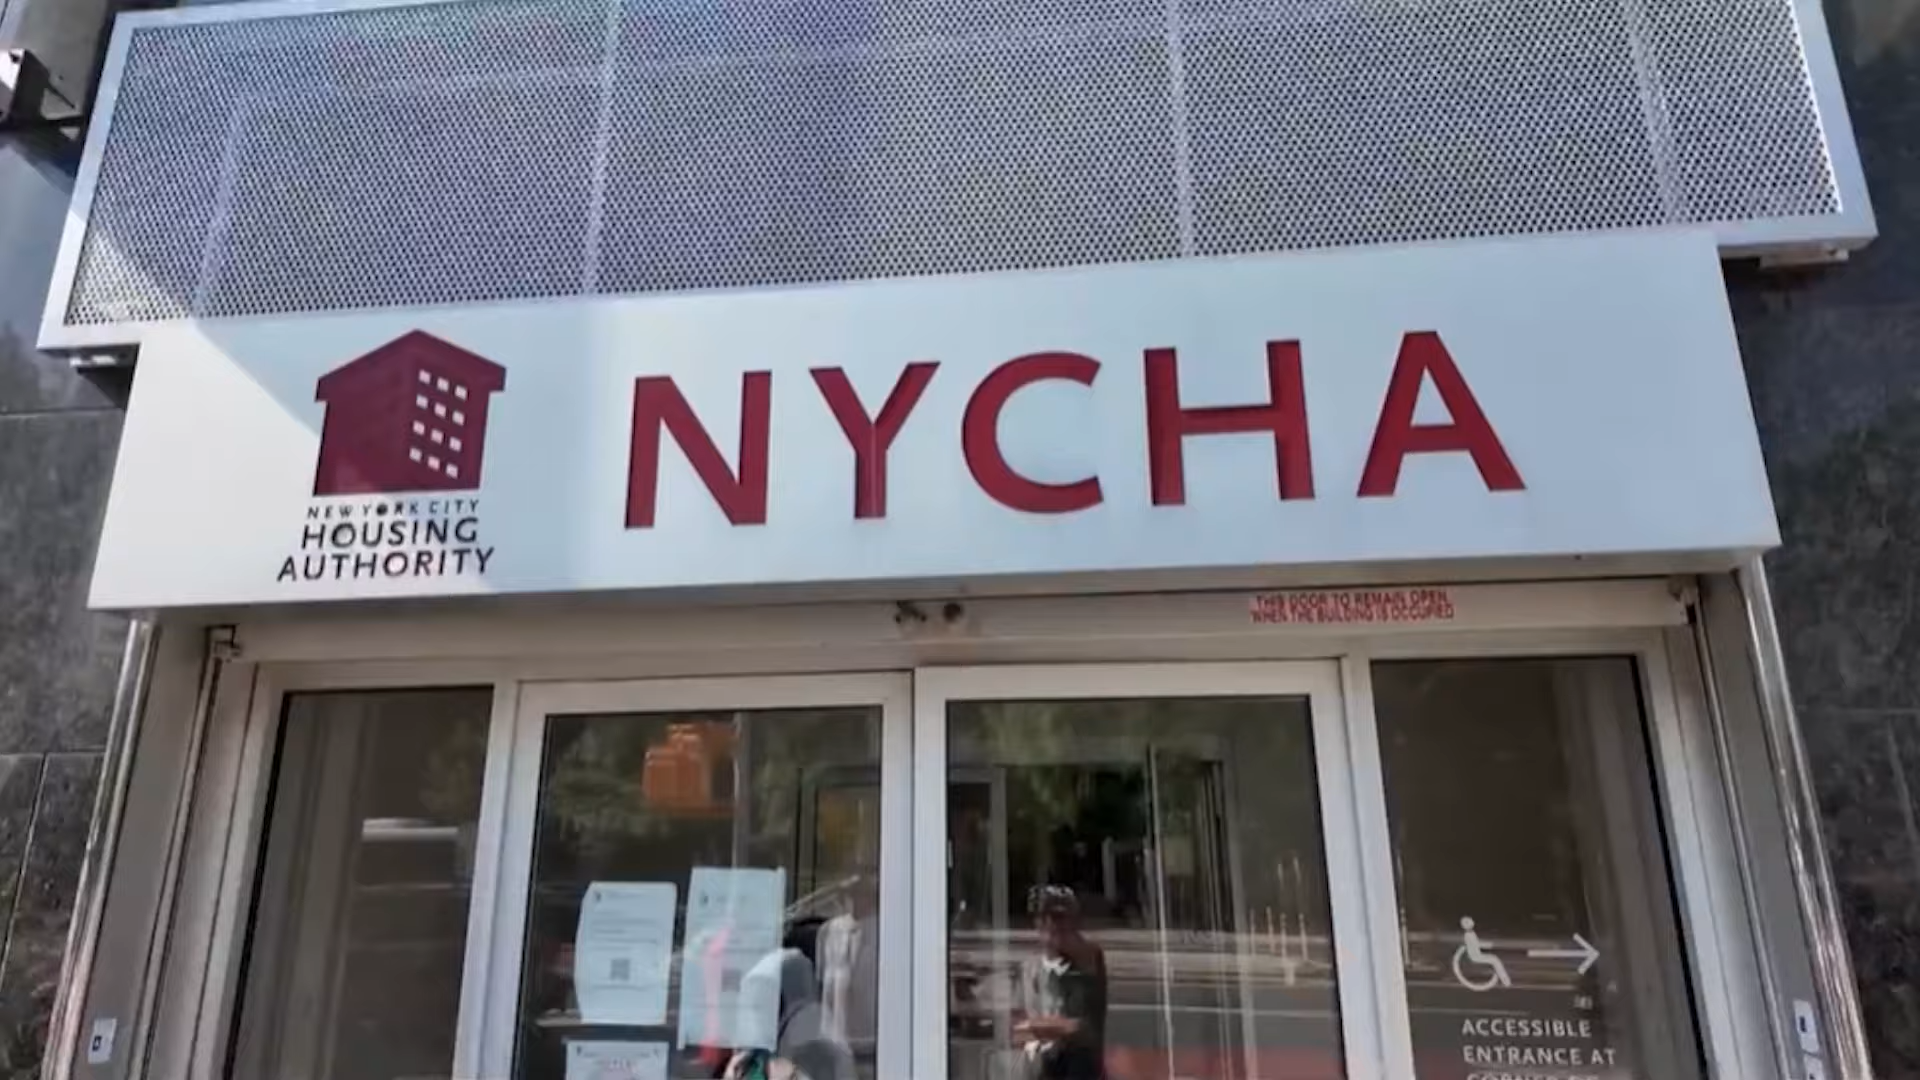 NEW YORK CITY
HOUSING
AUTHORITY
NYCHA
THIS DOOR TO REMAIN OPEN
WHEN THE BUILDING IS OCCUPIED
ACCESSIBLE
ENTRANCE AT